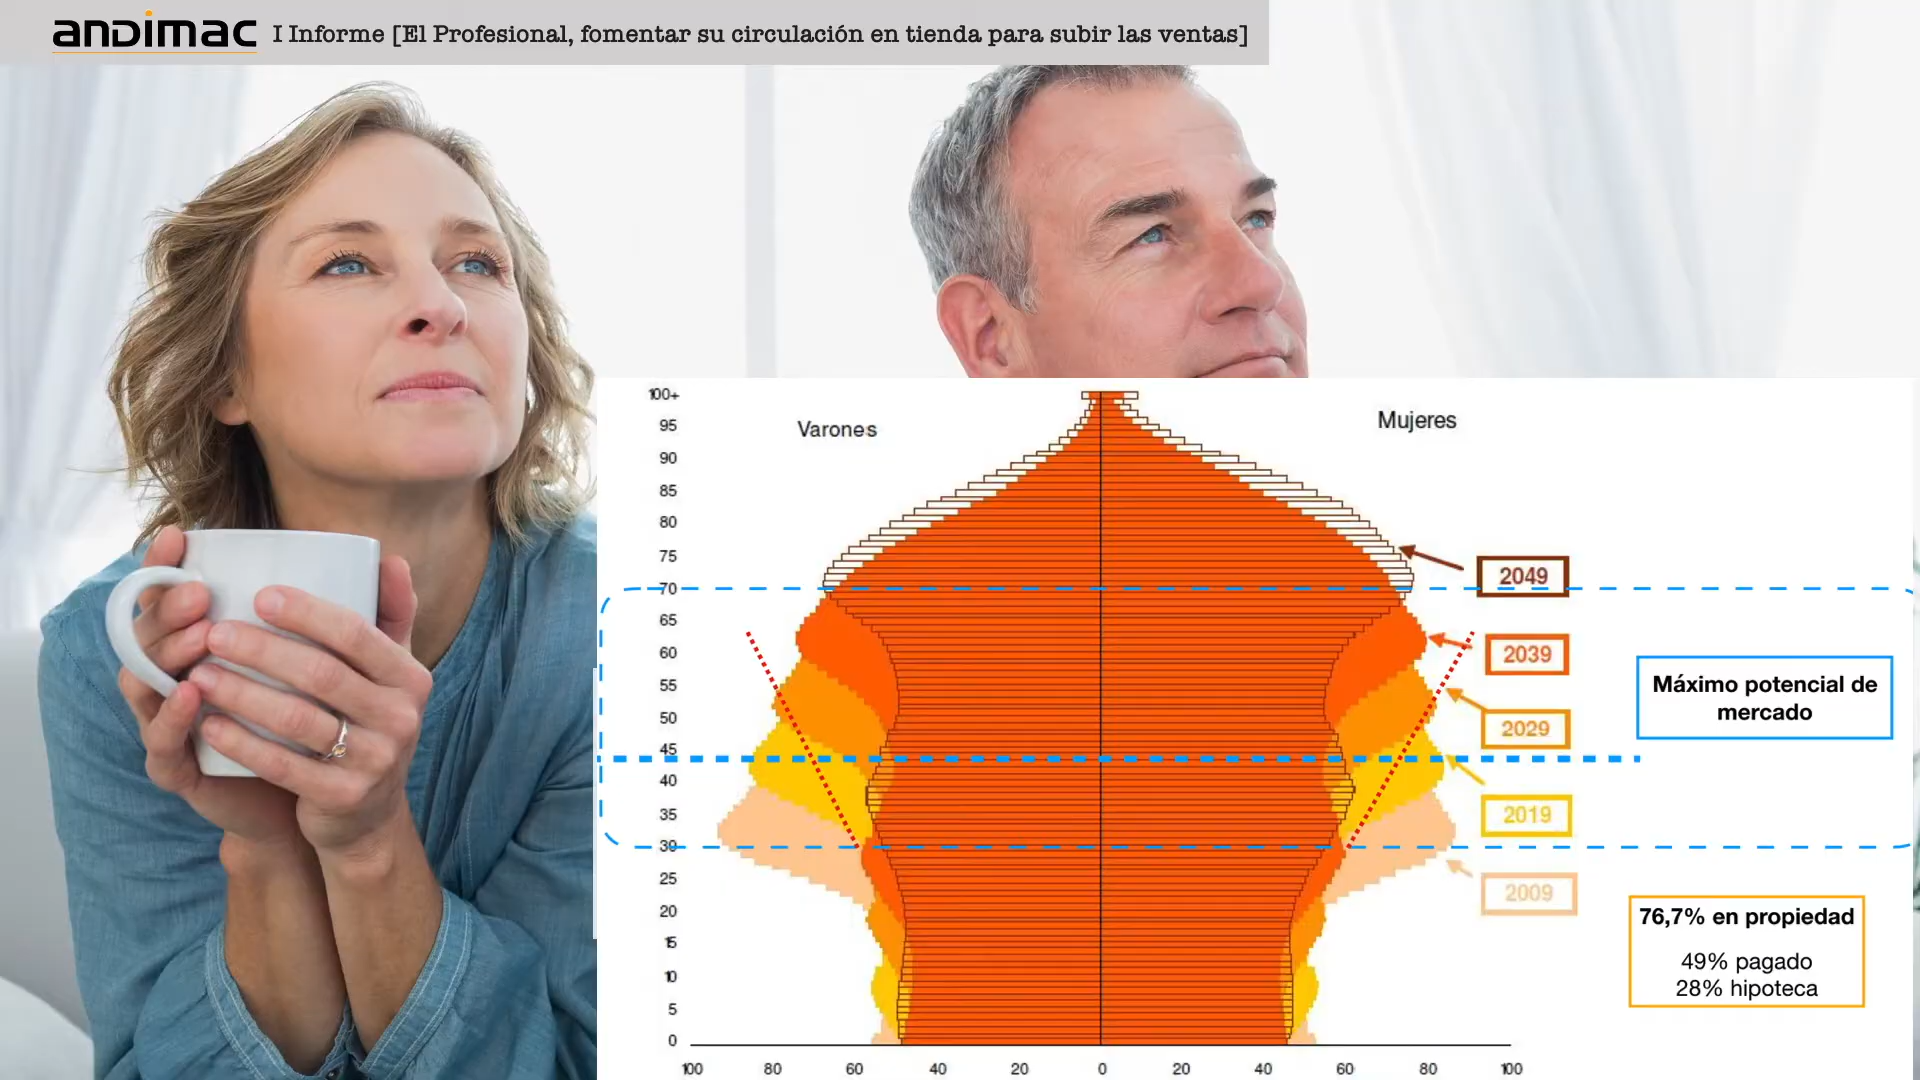 andimac I Informe [El Profesional, fomentar su circulación en tienda para subir las ventas]
Varones
Mujeres
100+
95
90
85
80
75
70
65
60
55
50
45
40
35
30
25
20
15
10
5
0
100 80 60 40 20 0 20 40 60 80 100
2049
2039
2029
2019
2009
Máximo potencial de
mercado
76,7% en propiedad
49% pagado
28% hipoteca